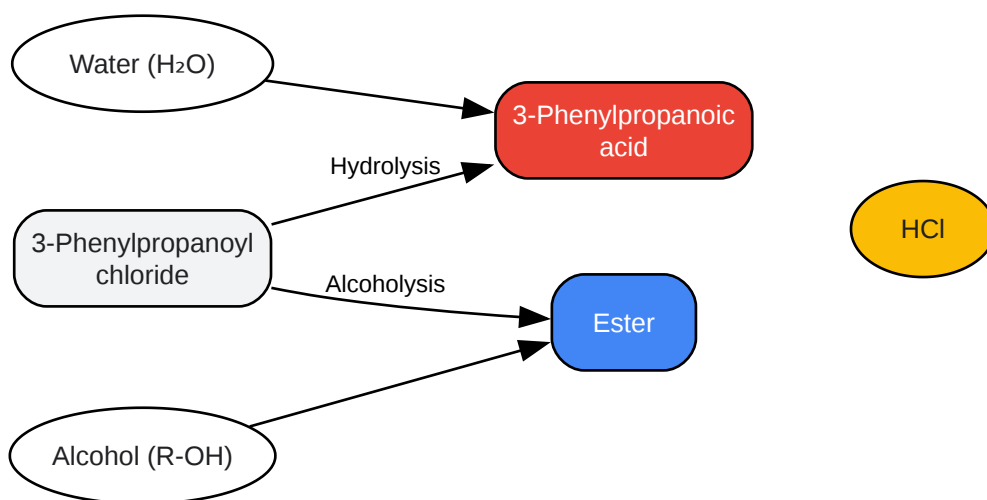 Water (H₂O)
3-Phenylpropanoic
acid
Hydrolysis
HCl
3-Phenylpropanoyl
chloride
Alcoholysis
Ester
Alcohol (R-OH)